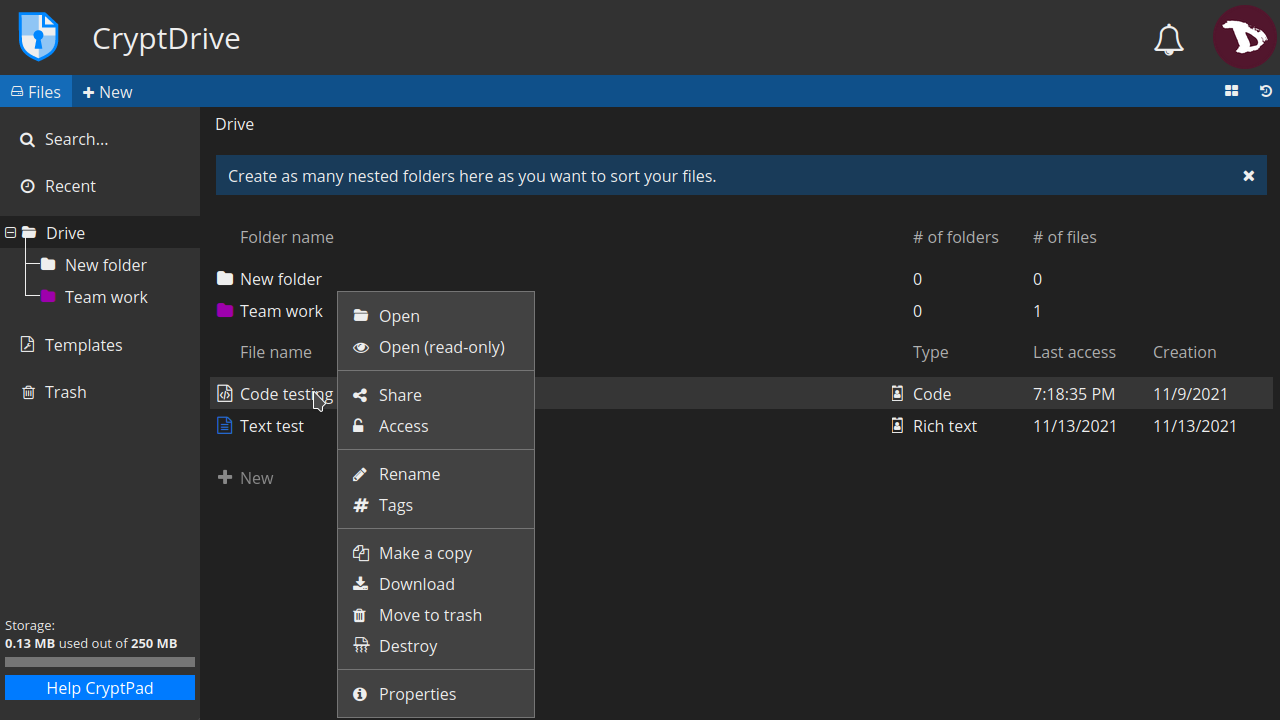 CryptDrive
Files
New
Search...
Recent
Drive
New folder
Team work
Templates
Trash
Storage:
0.13 MB used out of 250 MB
Help CryptPad
Drive
Create as many nested folders here as you want to sort your files.
Folder name # of folders # of files
New folder 0 0
Team work 0 1
File name Type Last access Creation
Code testing Code 7:18:35 PM 11/9/2021
Text test Rich text 11/13/2021 11/13/2021
New
Open
Open (read-only)
Share
Access
Rename
Tags
Make a copy
Download
Move to trash
Destroy
Properties